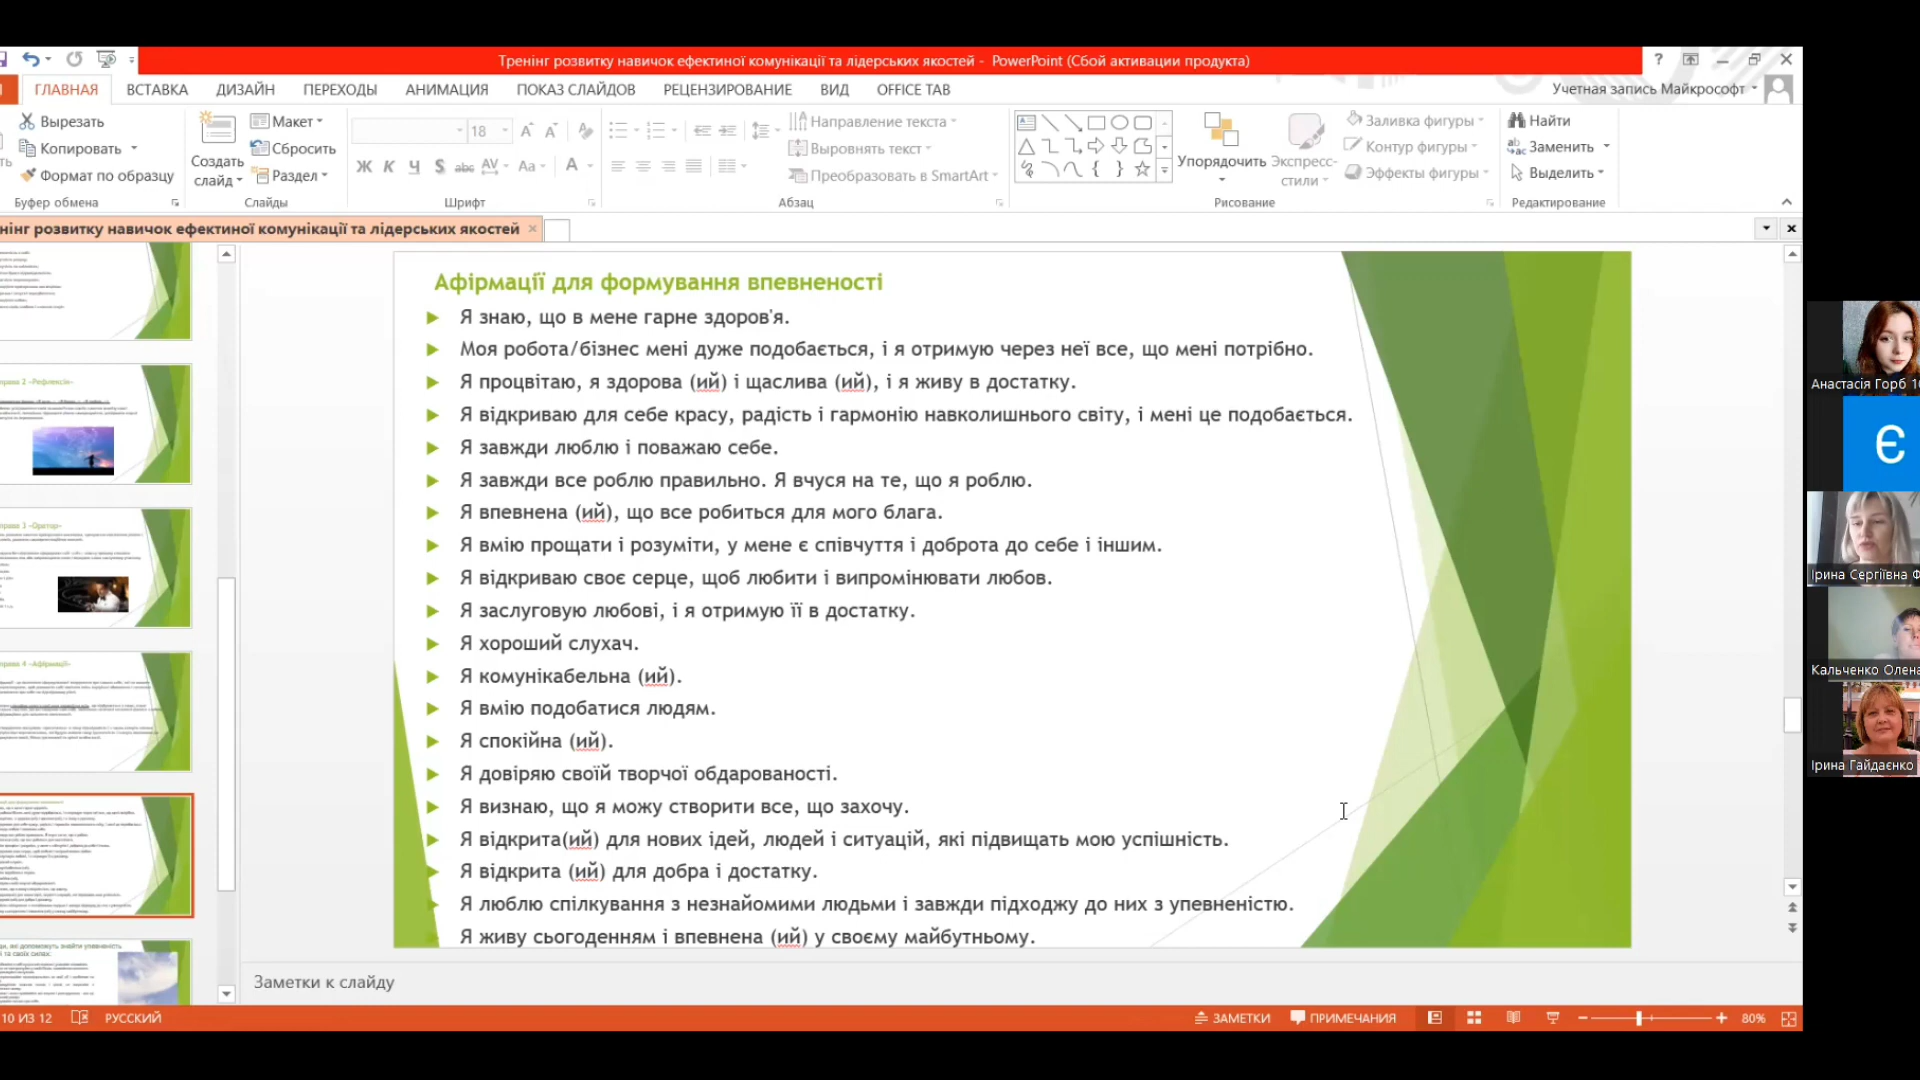 Тренінг розвитку навичок ефектиної комунікації та лідерських якостей - PowerPoint (Сбой активации продукта)
ГЛАВНАЯ ВСТАВКА ДИЗАЙН ПЕРЕХОДЫ АНИМАЦИЯ ПОКАЗ СЛАЙДОВ РЕЦЕНЗИРОВАНИЕ ВИД OFFICE TAB Учетная запись Майкрософт
Вырезать
Копировать
Формат по образцу
Буфер обмена
Создать слайд
Макет
Сбросить
Раздел
Слайды
18
Ж К Ч S abc AV Aa A
Шрифт
Направление текста
Выровнять текст
Преобразовать в SmartArt
Абзац
Упорядочить
Экспресс-стили
Заливка фигуры
Контур фигуры
Эффекты фигуры
Рисование
Найти
Заменить
Выделить
Редактирование
нінг розвитку навичок ефектиної комунікації та лідерських якостей
Афірмації для формування впевненості
Я знаю, що в мене гарне здоров'я.
Моя робота/бізнес мені дуже подобається, і я отримую через неї все, що мені потрібно.
Я процвітаю, я здорова (ий) і щаслива (ий), і я живу в достатку.
Я відкриваю для себе красу, радість і гармонію навколишнього світу, і мені це подобається.
Я завжди люблю і поважаю себе.
Я завжди все роблю правильно. Я вчуся на те, що я роблю.
Я впевнена (ий), що все робиться для мого блага.
Я вмію прощати і розуміти, у мене є співчуття і доброта до себе і іншим.
Я відкриваю своє серце, щоб любити і випромінювати любов.
Я заслуговую любові, і я отримую її в достатку.
Я хороший слухач.
Я комунікабельна (ий).
Я вмію подобатися людям.
Я спокійна (ий).
Я довіряю своїй творчої обдарованості.
Я визнаю, що я можу створити все, що захочу.
Я відкрита(ий) для нових ідей, людей і ситуацій, які підвищать мою успішність.
Я відкрита (ий) для добра і достатку.
Я люблю спілкування з незнайомими людьми і завжди підходжу до них з упевненістю.
Я живу сьогоденням і впевнена (ий) у своєму майбутньому.
Заметки к слайду
10 ИЗ 12 РУССКИЙ ЗАМЕТКИ ПРИМЕЧАНИЯ 80%
Анастасія Горб
Є
Ірина Сергіївна
Кальченко Олена
Ірина Гайдаєнко